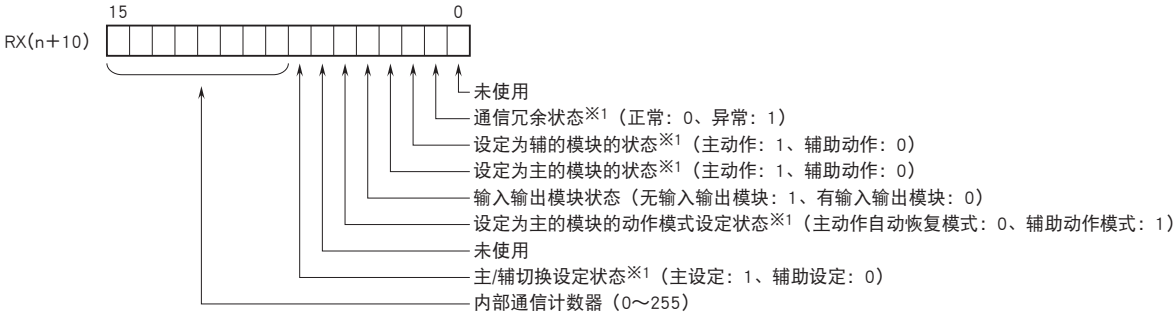 15 0
RX(n+10)
未使用
通信冗余状态※1（正常：0、异常：1）
设定为辅的模块的状态※1（主动作：1、辅助动作：0）
设定为主的模块的状态※1（主动作：1、辅助动作：0）
输入输出模块状态（无输入输出模块：1、有输入输出模块：0）
设定为主的模块的动作模式设定状态※1（主动作自动恢复模式：0、辅助动作模式：1）
未使用
主/辅切换设定状态※1（主设定：1、辅助设定：0）
内部通信计数器（0～255）